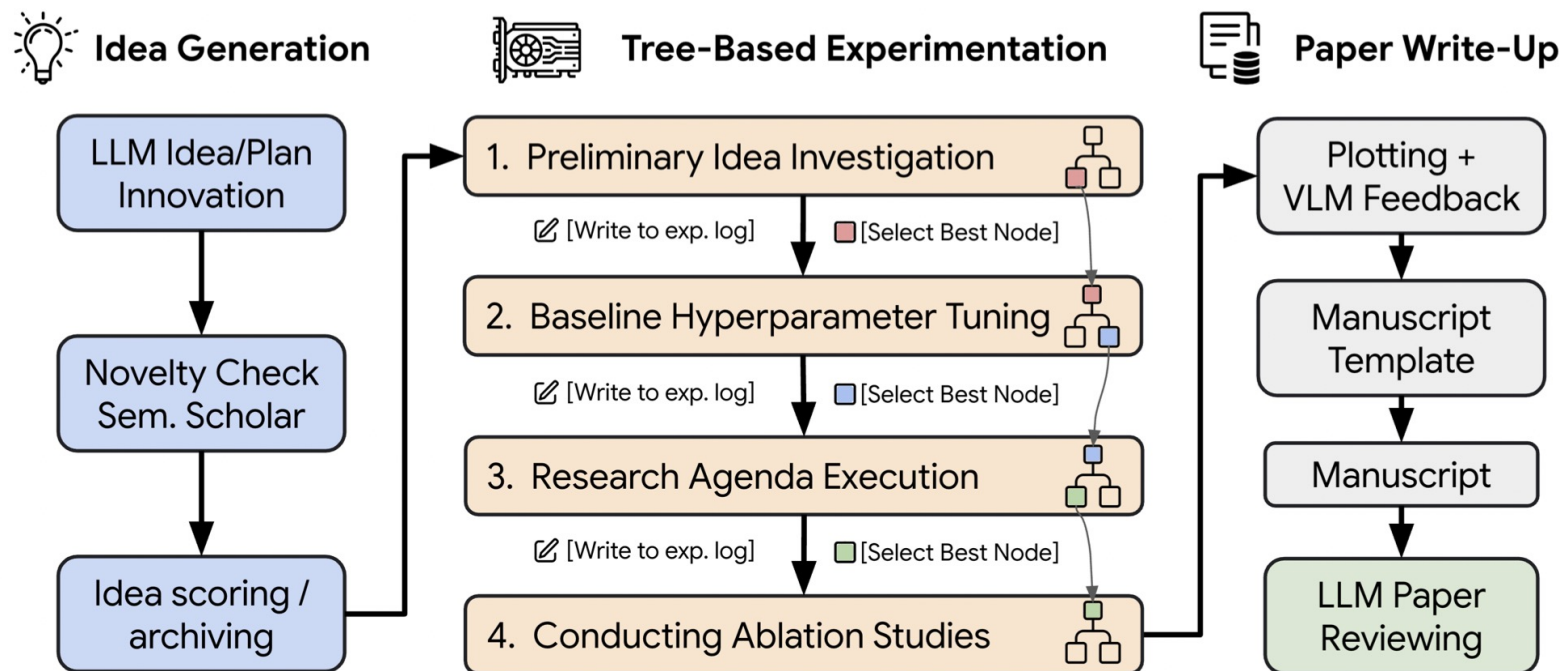 Idea Generation
LLM Idea/Plan
Innovation
Novelty Check
Sem. Scholar
Idea scoring /
archiving
Tree-Based Experimentation
1. Preliminary Idea Investigation
[Write to exp. log]
[Select Best Node]
2. Baseline Hyperparameter Tuning
[Write to exp. log]
[Select Best Node]
3. Research Agenda Execution
[Write to exp. log]
[Select Best Node]
4. Conducting Ablation Studies
Paper Write-Up
Plotting +
VLM Feedback
Manuscript
Template
Manuscript
LLM Paper
Reviewing